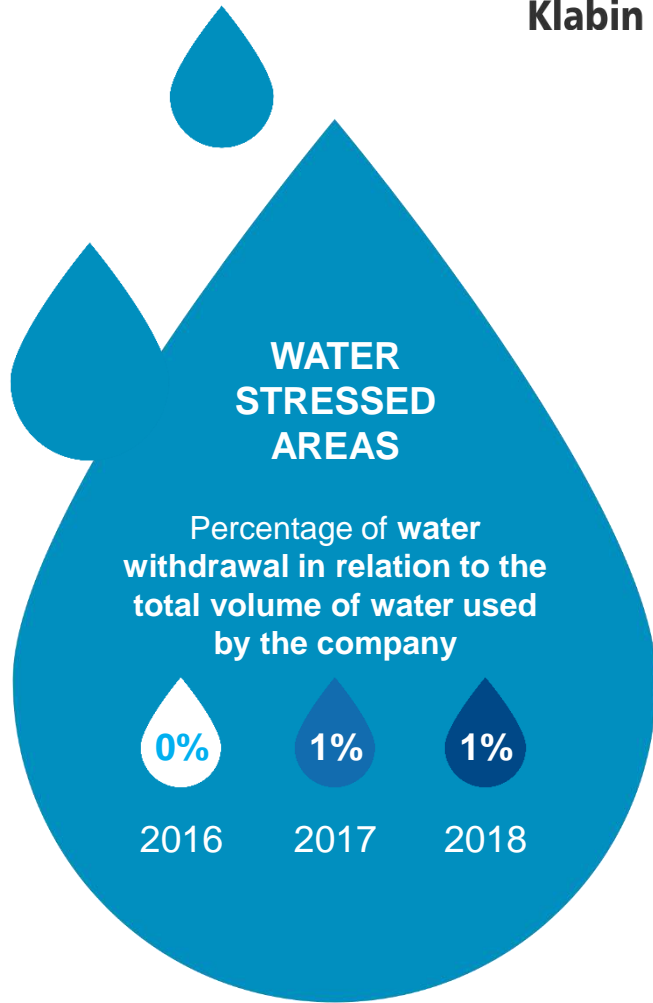 Klabin
WATER
STRESSED
AREAS
Percentage of water
withdrawal in relation to the
total volume of water used
by the company
0% 1% 1%
2016 2017 2018